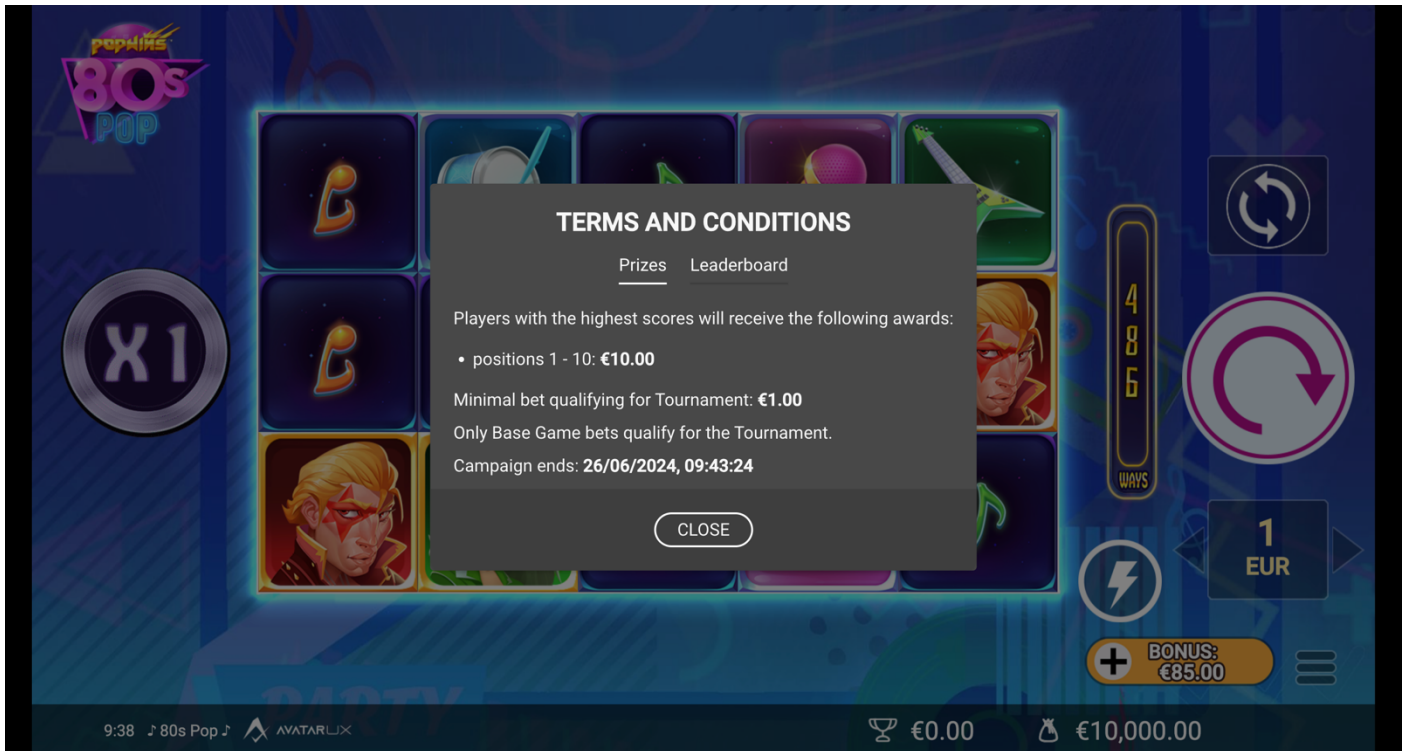 POPWINS
80s
POP
TERMS AND CONDITIONS
Prizes Leaderboard
Players with the highest scores will receive the following awards:
• positions 1 - 10: €10.00
Minimal bet qualifying for Tournament: €1.00
Only Base Game bets qualify for the Tournament.
Campaign ends: 26/06/2024, 09:43:24
CLOSE
X1
486
WAYS
1
EUR
BONUS:
€85.00
PARTY
9:38 ♪ 80s Pop ♪ AVATARUX €0.00 €10,000.00